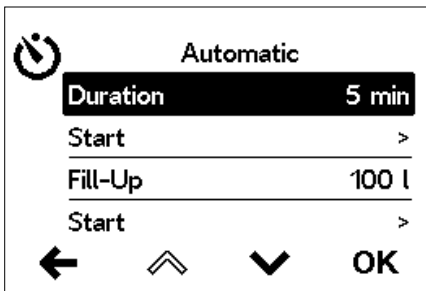 Automatic
Duration 5 min
Start >
Fill-Up 100 l
Start >
OK